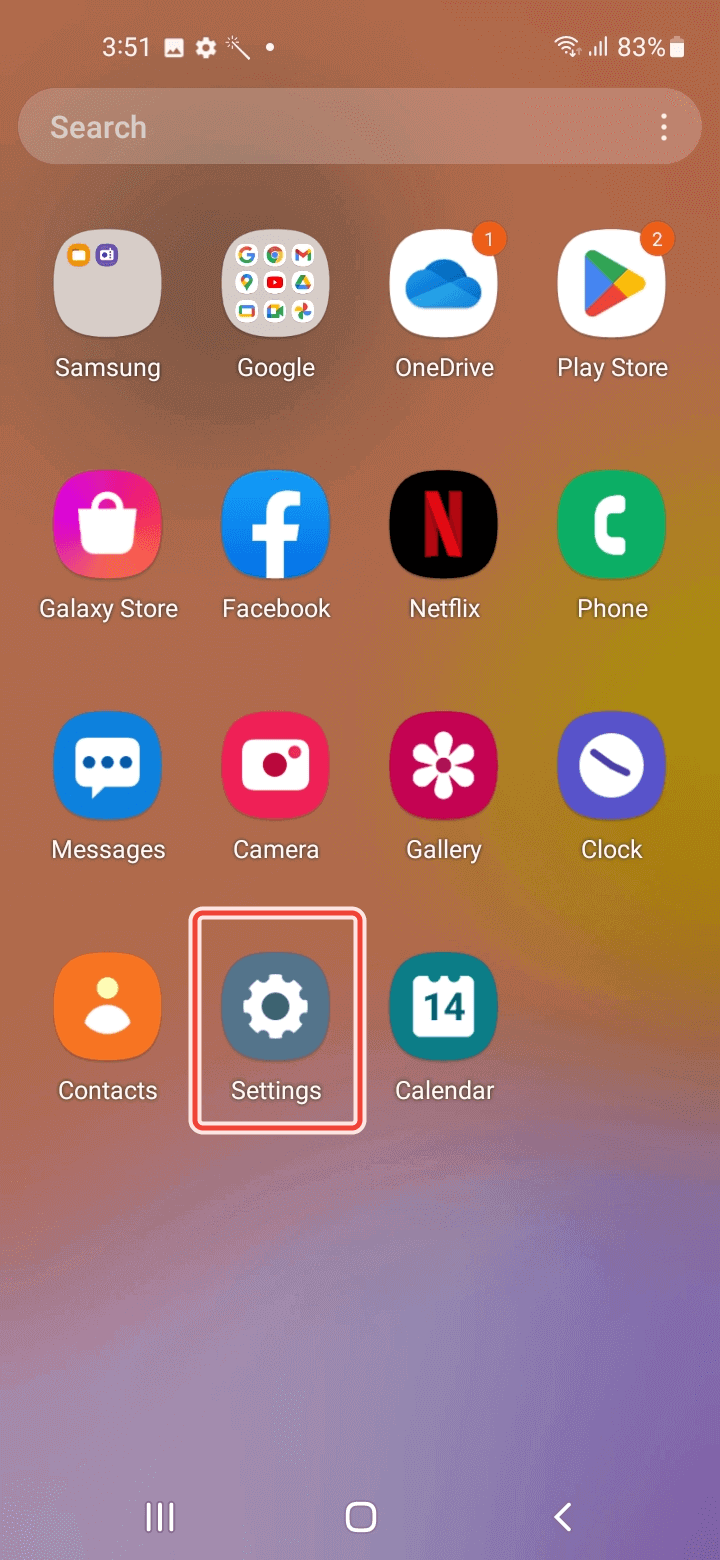 3:51 83%
Search
1 2
Samsung Google OneDrive Play Store
Galaxy Store Facebook Netflix Phone
Messages Camera Gallery Clock
14
Contacts Settings Calendar